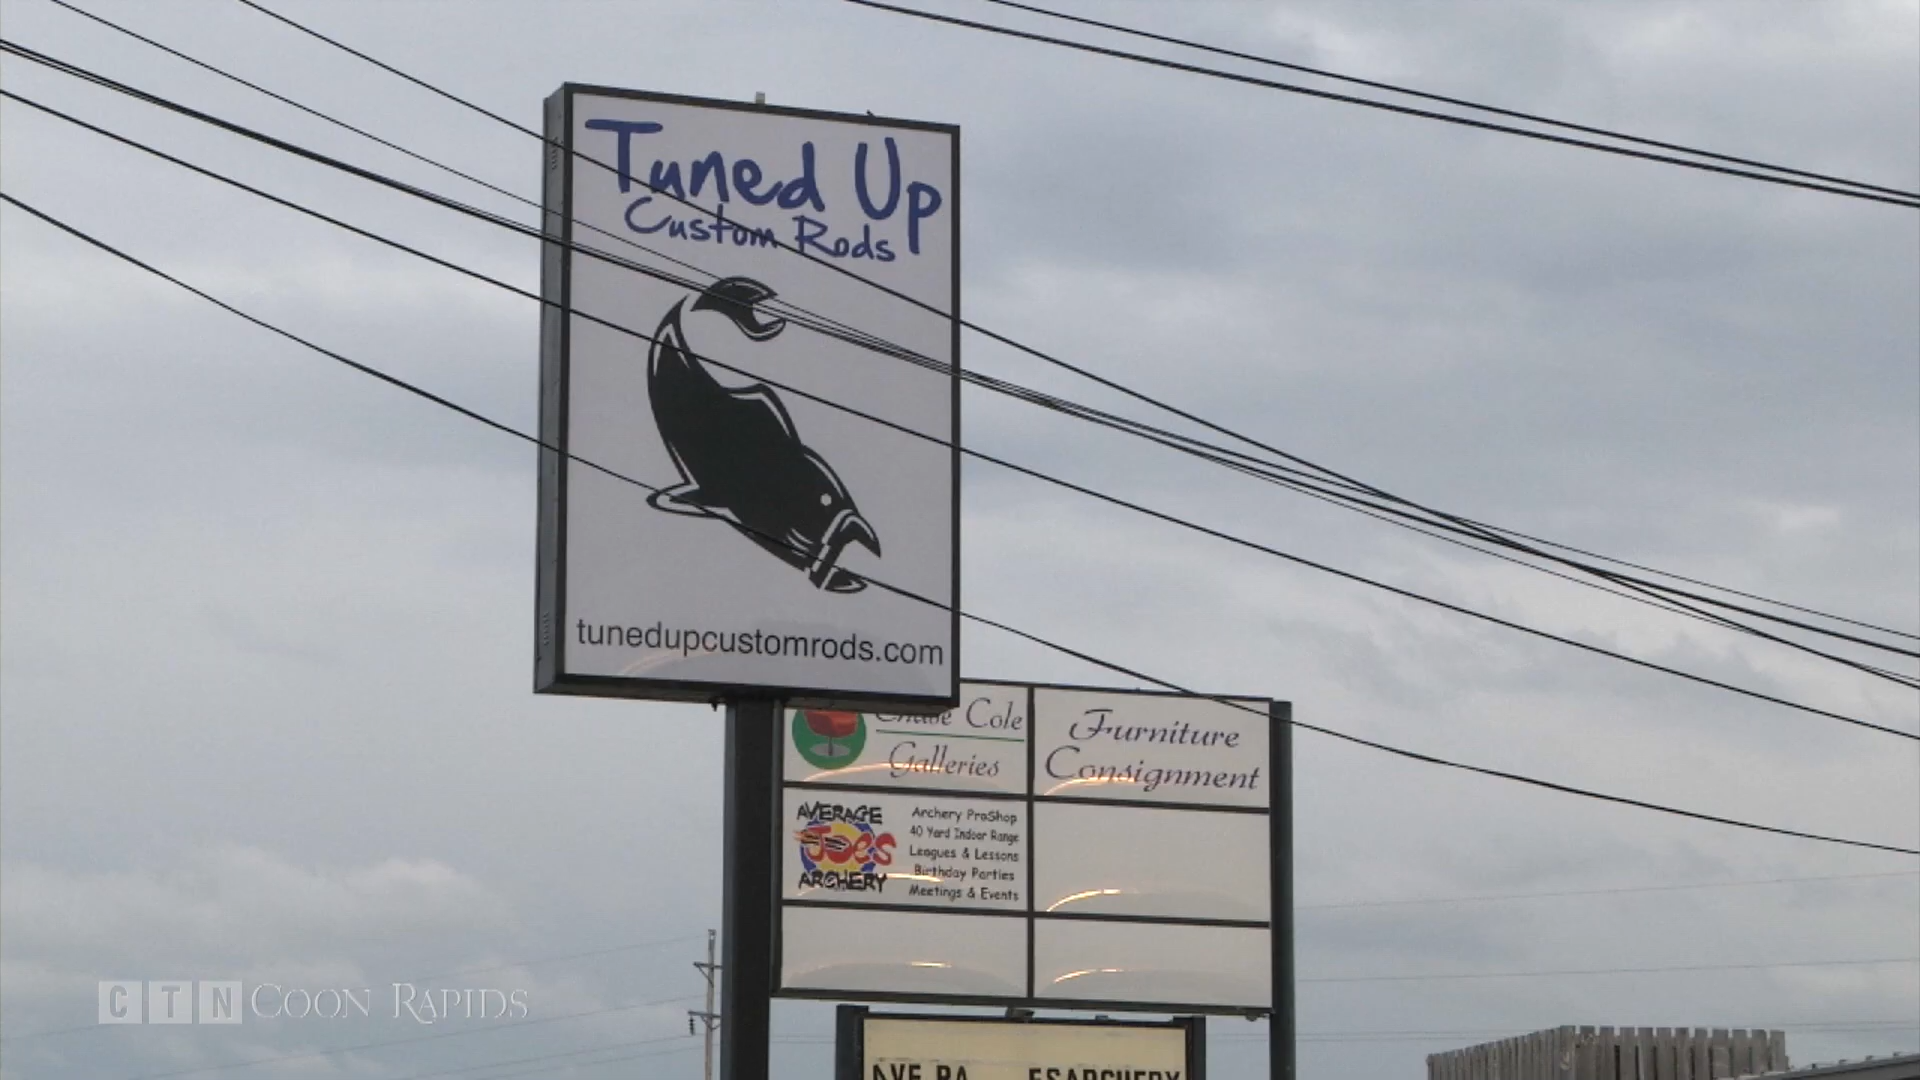 Tuned Up
Custom Rods
tunedupcustomrods.com
Chase Cole
Galleries
Furniture
Consignment
AVERAGE
JOES
ARCHERY
Archery ProShop
40 Yard Indoor Range
Leagues & Lessons
Birthday Parties
Meetings & Events
CTN COON RAPIDS